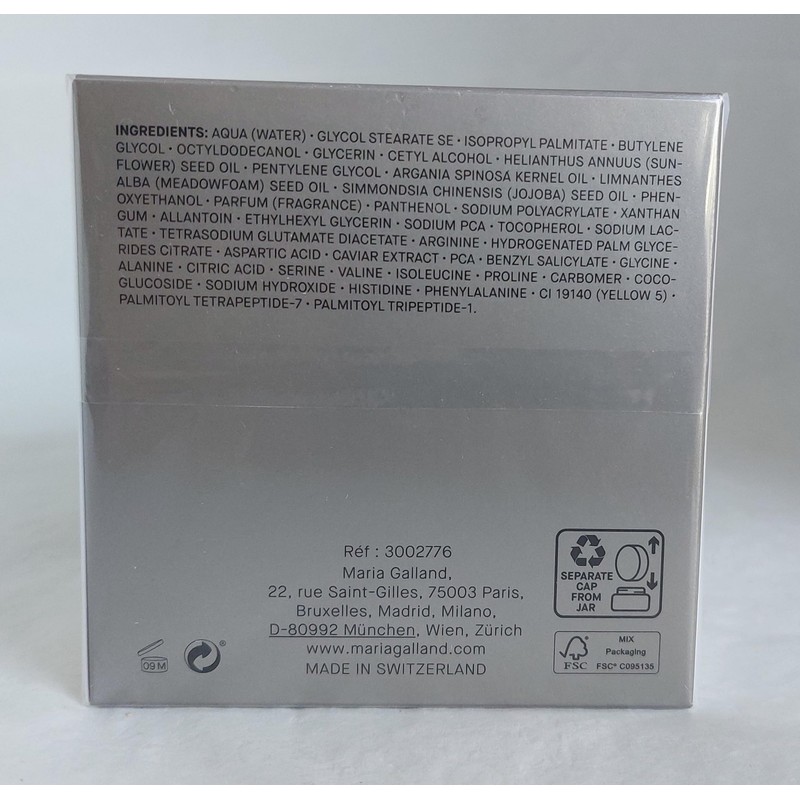 INGREDIENTS: AQUA (WATER) • GLYCOL STEARATE SE • ISOPROPYL PALMITATE • BUTYLENE
GLYCOL • OCTYLDODECANOL • GLYCERIN • CETYL ALCOHOL • HELIANTHUS ANNUUS (SUN-
FLOWER) SEED OIL • PENTYLENE GLYCOL • ARGANIA SPINOSA KERNEL OIL • LIMNANTHES
ALBA (MEADOWFOAM) SEED OIL • SIMMONDSIA CHINENSIS (JOJOBA) SEED OIL • PHEN-
OXYETHANOL • PARFUM (FRAGRANCE) • PANTHENOL • SODIUM POLYACRYLATE • XANTHAN
GUM • ALLANTOIN • ETHYLHEXYL GLYCERIN • SODIUM PCA • TOCOPHEROL • SODIUM LAC-
TATE • TETRASODIUM GLUTAMATE DIACETATE • ARGININE • HYDROGENATED PALM GLYCE-
RIDES CITRATE • ASPARTIC ACID • CAVIAR EXTRACT • PCA • BENZYL SALICYLATE • GLYCINE •
ALANINE • CITRIC ACID • SERINE • VALINE • ISOLEUCINE • PROLINE • CARBOMER • COCO-
GLUCOSIDE • SODIUM HYDROXIDE • HISTIDINE • PHENYLALANINE • CI 19140 (YELLOW 5) •
PALMITOYL TETRAPEPTIDE-7 • PALMITOYL TRIPEPTIDE-1.
Réf : 3002776
Maria Galland,
22, rue Saint-Gilles, 75003 Paris,
Bruxelles, Madrid, Milano,
D-80992 München, Wien, Zürich
www.mariagalland.com
MADE IN SWITZERLAND
09 M
®
SEPARATE
CAP
FROM
JAR
FSC
MIX
Packaging
FSC® C095135